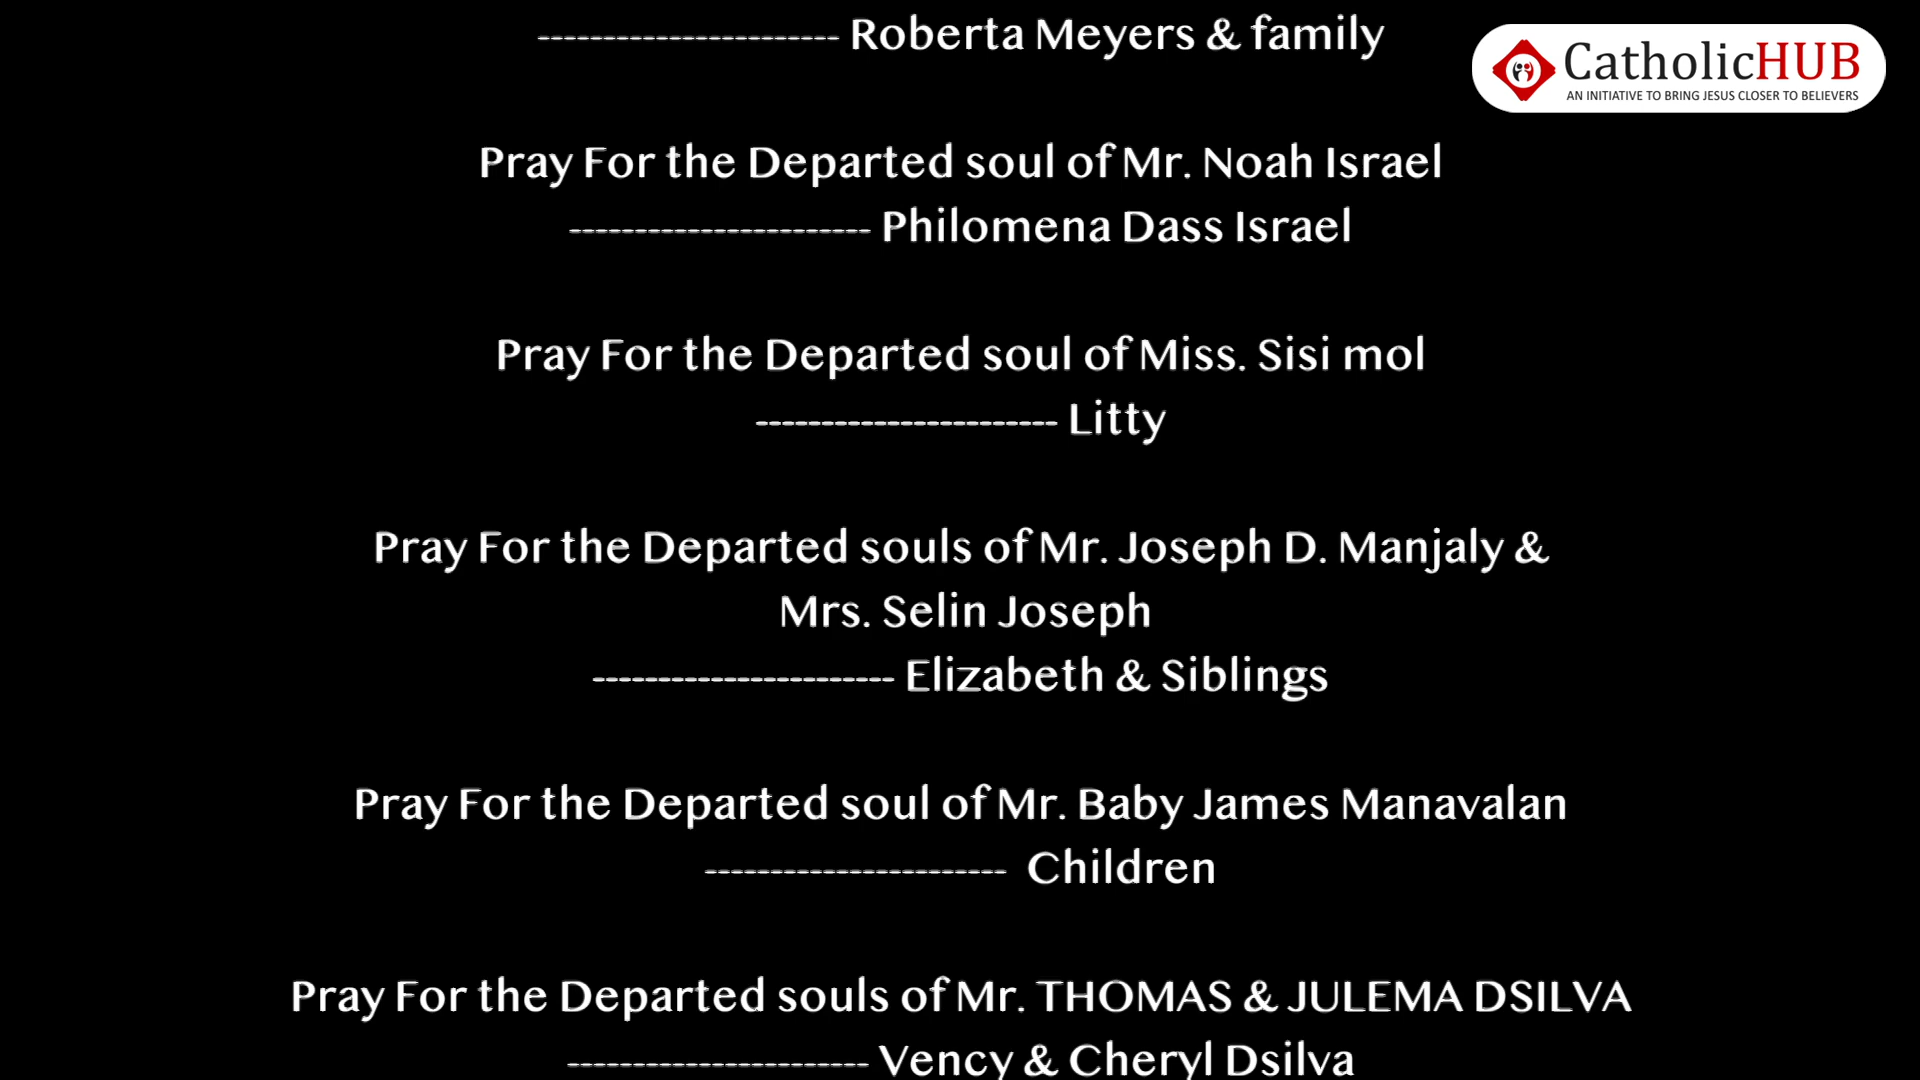 ----------------------- Roberta Meyers & family
CatholicHUB
AN INITIATIVE TO BRING JESUS CLOSER TO BELIEVERS
Pray For the Departed soul of Mr. Noah Israel
----------------------- Philomena Dass Israel
Pray For the Departed soul of Miss. Sisi mol
----------------------- Litty
Pray For the Departed souls of Mr. Joseph D. Manjaly &
Mrs. Selin Joseph
----------------------- Elizabeth & Siblings
Pray For the Departed soul of Mr. Baby James Manavalan
----------------------- Children
Pray For the Departed souls of Mr. THOMAS & JULEMA DSILVA
----------------------- Vency & Cheryl Dsilva